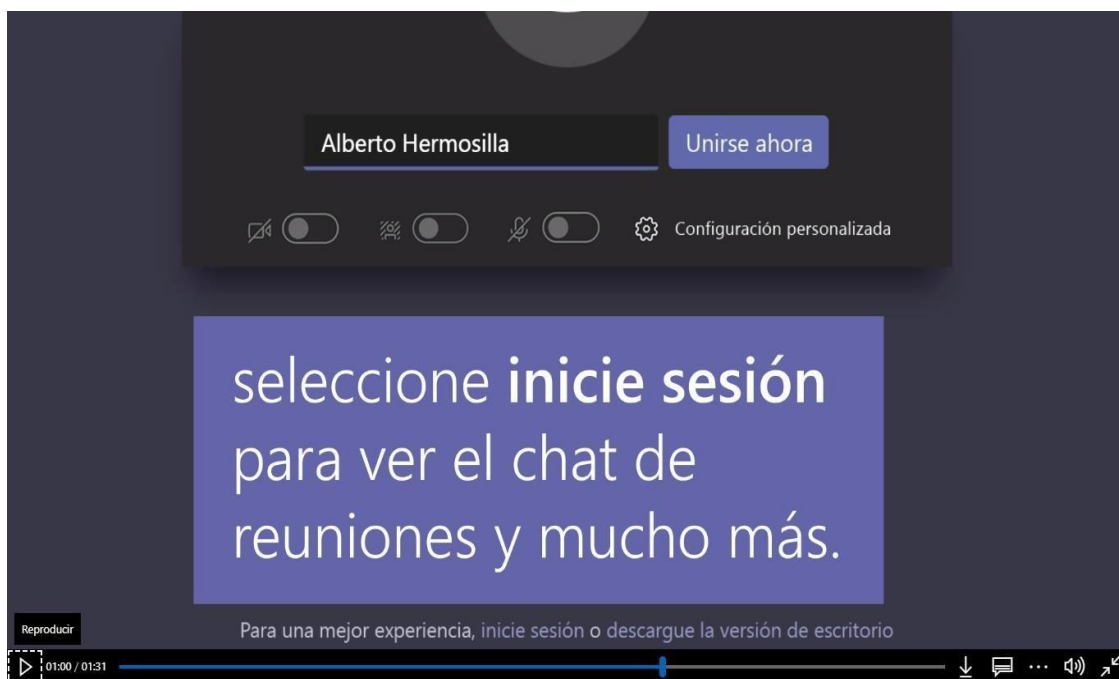 Alberto Hermosilla
Unirse ahora
Configuración personalizada
seleccione inicie sesión
para ver el chat de
reuniones y mucho más.
Para una mejor experiencia, inicie sesión o descargue la versión de escritorio
Reproducir
01:00 / 01:31